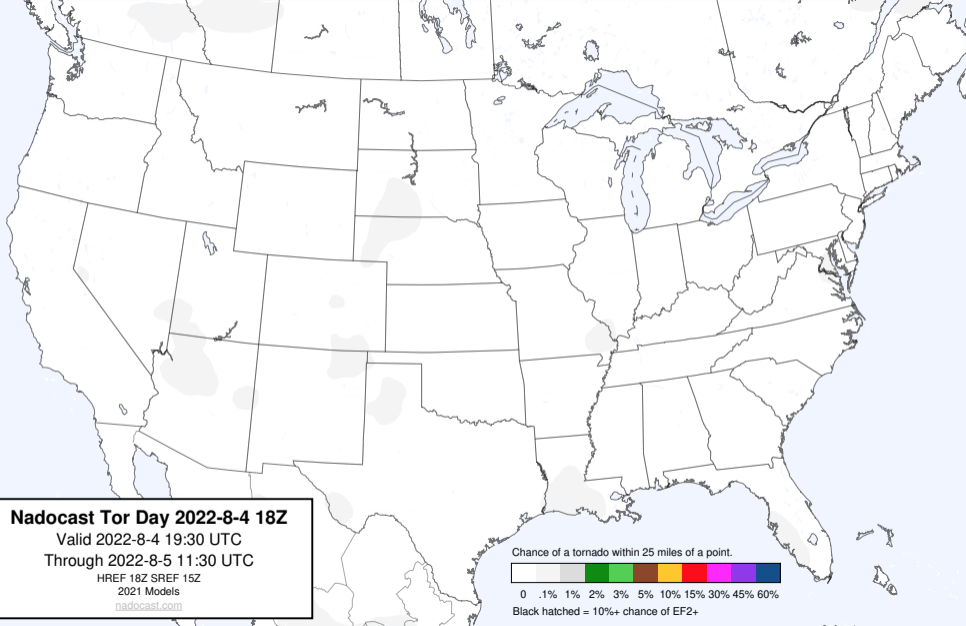 Nadocast Tor Day 2022-8-4 18Z
Valid 2022-8-4 19:30 UTC
Through 2022-8-5 11:30 UTC
HREF 18Z SREF 15Z
2021 Models
nadocast.com
Chance of a tornado within 25 miles of a point.
0 .1% 1% 2% 3% 5% 10% 15% 30% 45% 60%
Black hatched = 10%+ chance of EF2+